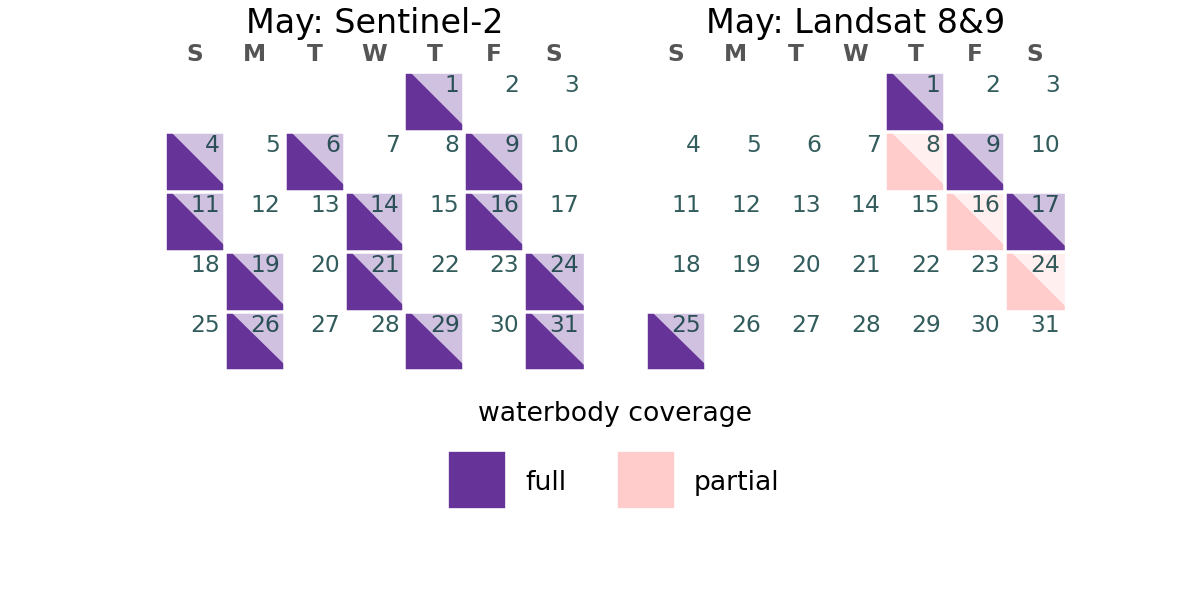 May: Sentinel-2
S M T W T F S
1 2 3
4 5 6 7 8 9 10
11 12 13 14 15 16 17
18 19 20 21 22 23 24
25 26 27 28 29 30 31
May: Landsat 8&9
S M T W T F S
1 2 3
4 5 6 7 8 9 10
11 12 13 14 15 16 17
18 19 20 21 22 23 24
25 26 27 28 29 30 31
waterbody coverage
full
partial